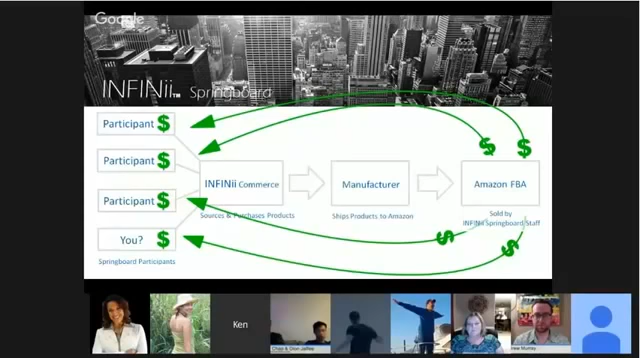 Google
INFINii™ Springboard
Participant $
Participant $
Participant $
You? $
Springboard Participants
INFINii Commerce
Sources & Purchases Products
Manufacturer
Ships Products to Amazon
$ $
Amazon FBA
Sold by
INFINii Springboard Staff
$
$
Ken